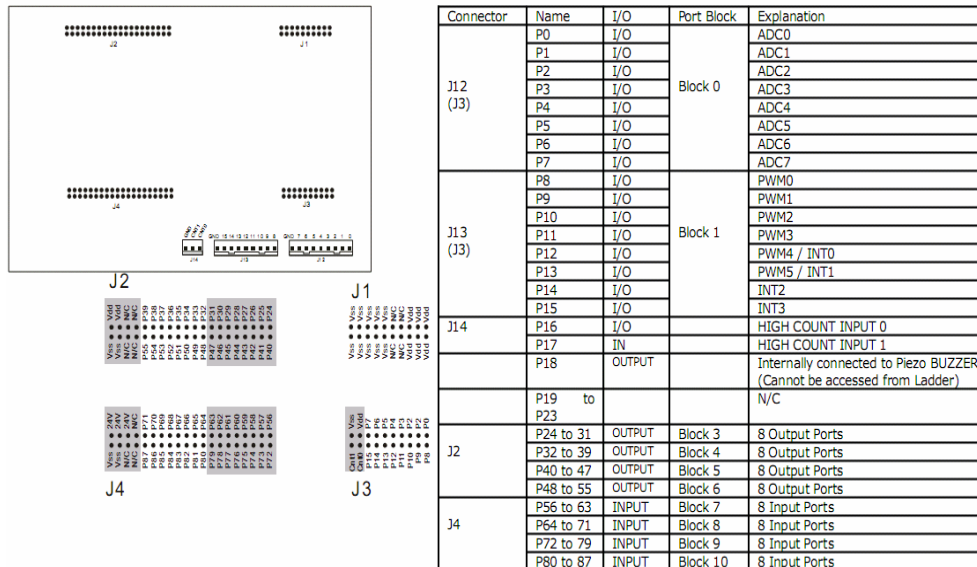 J2
J1
J4
J3
GND CNT1 CNT0
GND 15 14 13 12 11 10 9 8
GND 7 6 5 4 3 2 1 0
J14
J13
J12
J2
Vdd Vdd N/C N/C P39 P38 P37 P36 P35 P34 P33 P32 P31 P30 P29 P28 P27 P26 P25 P24
Vss Vss N/C N/C P55 P54 P53 P52 P51 P50 P49 P48 P47 P46 P45 P44 P43 P42 P41 P40
J1
Vss Vss Vss Vss N/C N/C Vdd Vdd
Vss Vss Vss Vss N/C N/C Vdd Vdd
24V 24V 24V N/C P71 P70 P69 P68 P67 P66 P65 P64 P63 P62 P61 P60 P59 P58 P57 P56
Vss Vss N/C N/C P87 P86 P85 P84 P83 P82 P81 P80 P79 P78 P77 P76 P75 P74 P73 P72
J4
Vss Vdd P7 P6 P5 P4 P3 P2 P1 P0
Cnt1 Cnt0 P15 P14 P13 P12 P11 P10 P9 P8
J3
Connector Name I/O Port Block Explanation
J12
(J3)
Block 0
P0 I/O ADC0
P1 I/O ADC1
P2 I/O ADC2
P3 I/O ADC3
P4 I/O ADC4
P5 I/O ADC5
P6 I/O ADC6
P7 I/O ADC7
J13
(J3)
Block 1
P8 I/O PWM0
P9 I/O PWM1
P10 I/O PWM2
P11 I/O PWM3
P12 I/O PWM4 / INT0
P13 I/O PWM5 / INT1
P14 I/O INT2
P15 I/O INT3
J14 P16 I/O HIGH COUNT INPUT 0
P17 IN HIGH COUNT INPUT 1
P18 OUTPUT Internally connected to Piezo BUZZER
(Cannot be accessed from Ladder)
P19 to N/C
P23
J2
P24 to 31 OUTPUT Block 3 8 Output Ports
P32 to 39 OUTPUT Block 4 8 Output Ports
P40 to 47 OUTPUT Block 5 8 Output Ports
P48 to 55 OUTPUT Block 6 8 Output Ports
J4
P56 to 63 INPUT Block 7 8 Input Ports
P64 to 71 INPUT Block 8 8 Input Ports
P72 to 79 INPUT Block 9 8 Input Ports
P80 to 87 INPUT Block 10 8 Input Ports